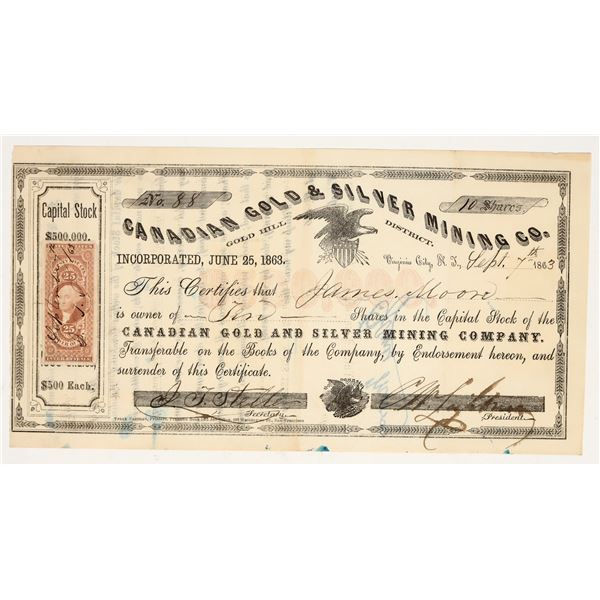 No. 88
10 Shares
CANADIAN GOLD & SILVER MINING CO.
GOLD HILL DISTRICT.
Capital Stock
$500,000.
INCORPORATED, JUNE 25, 1863.
Virginia City, N. T., Sept. 7th 1863
This Certifies that James Moon
is owner of Ten Shares in the Capital Stock of the
CANADIAN GOLD AND SILVER MINING COMPANY.
Transferable on the Books of the Company, by Endorsement hereon, and
surrender of this Certificate.
25 25
$500 Each.
Secretary.
President.